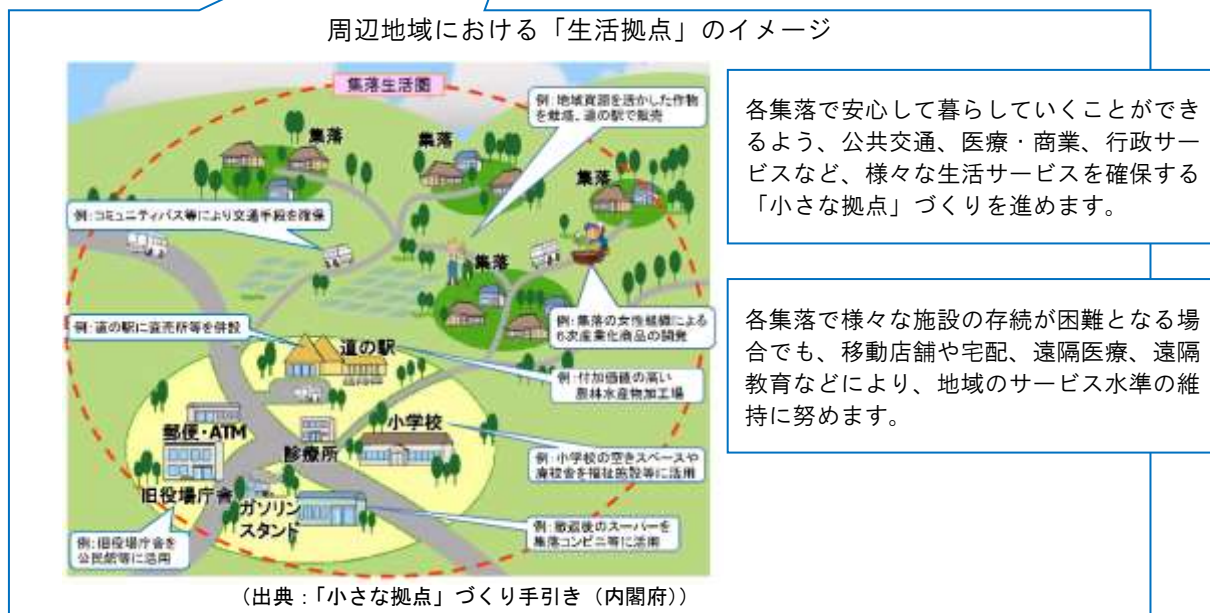 周辺地域における「生活拠点」のイメージ
集落生活圏
例:地域資源を活かした作物
を栽培、道の駅で販売
集落
集落
集落
例:コミュニティバス等により交通手段を確保
集落
例:集落の女性組織による
6次産業化商品の開発
例:道の駅に直売所等を併設
道の駅
例:付加価値の高い
農林水産物加工場
郵便・ATM
小学校
診療所
例:小学校の空きスペースや
廃校舎を福祉施設等に活用
旧役場庁舎
ガソリン
スタンド
例:撤退後のスーパーを
集落コンビニ等に活用
例:旧役場庁舎を
公民館等に活用
(出典:「小さな拠点」づくり手引き(内閣府))
各集落で安心して暮らしていくことができ
るよう、公共交通、医療・商業、行政サー
ビスなど、様々な生活サービスを確保する
「小さな拠点」づくりを進めます。
各集落で様々な施設の存続が困難となる場
合でも、移動店舗や宅配、遠隔医療、遠隔
教育などにより、地域のサービス水準の維
持に努めます。